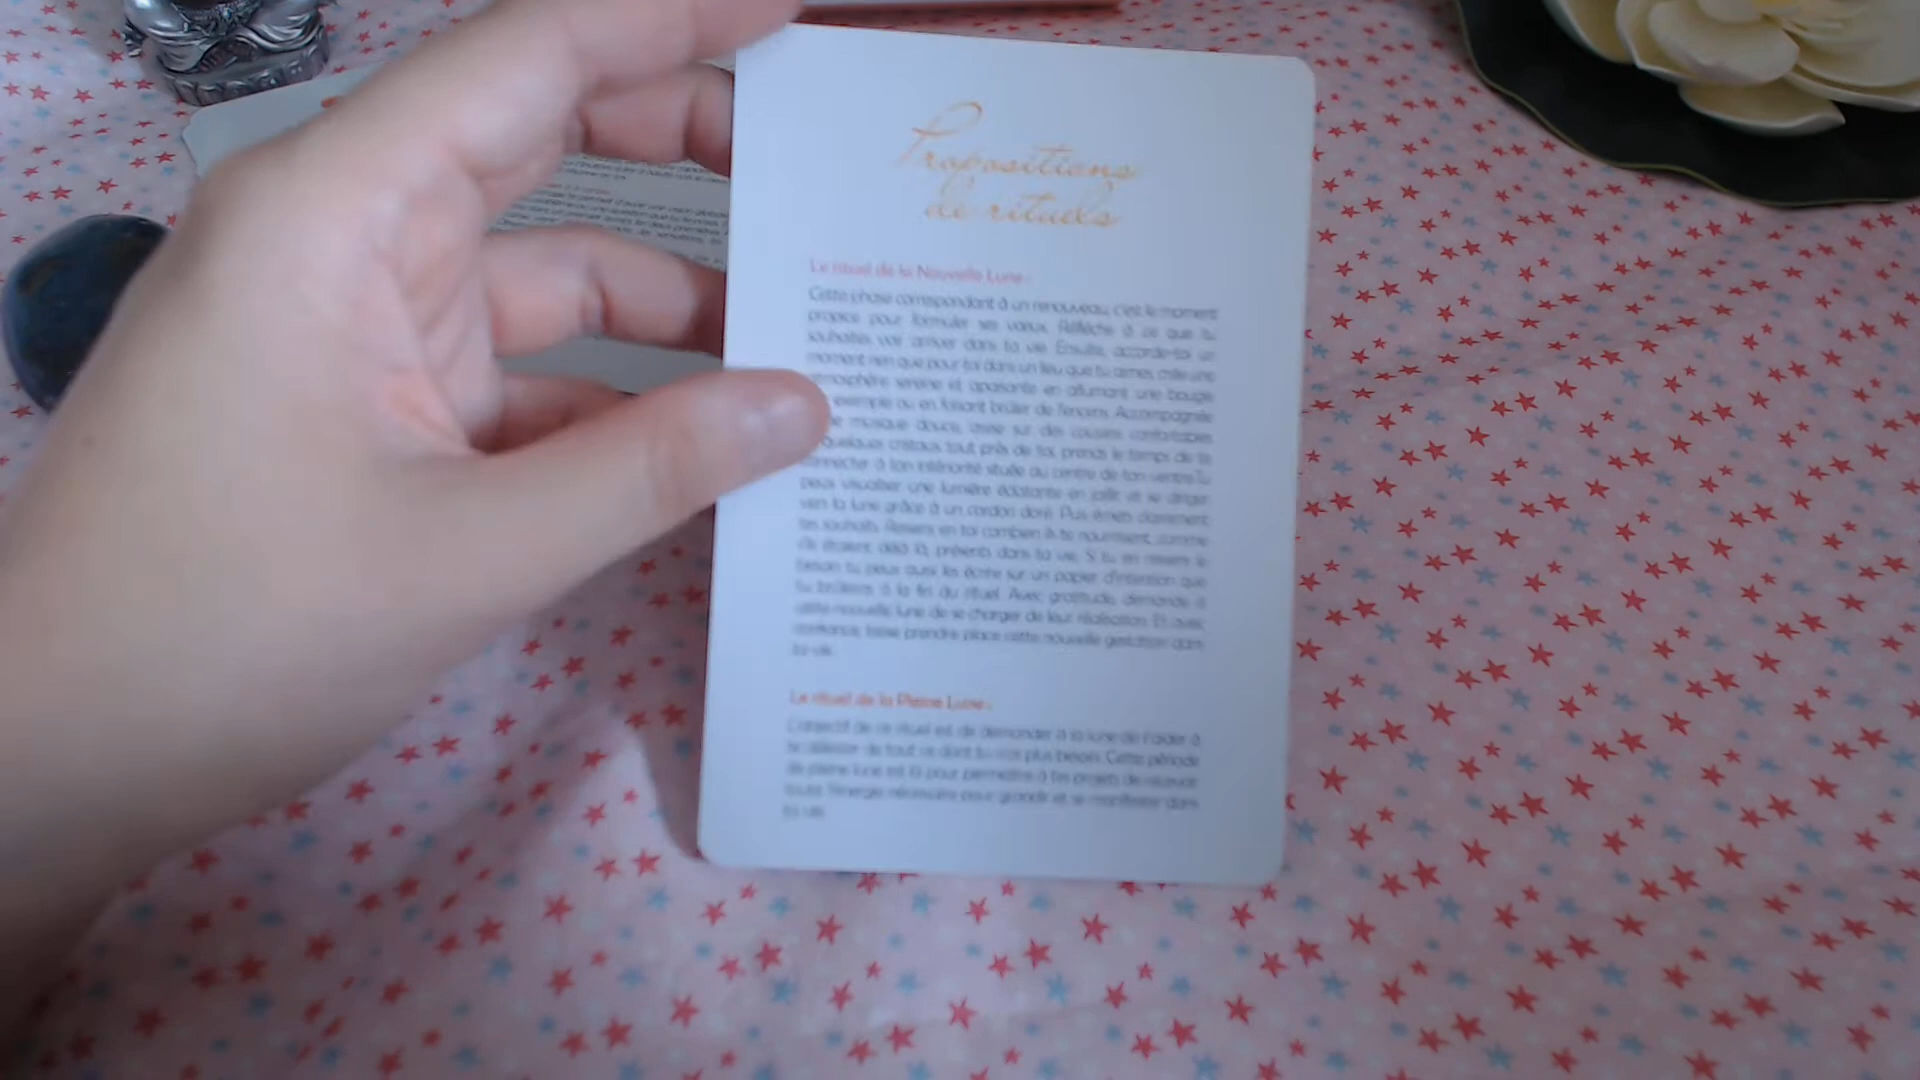 Propositions
de rituels
Le rituel de la Nouvelle Lune :
Cette phase correspondant à un renouveau, c'est le moment
propice pour formuler ses vœux. Réfléchis à ce que tu
souhaites voir arriver dans ta vie. Ensuite, accorde-toi un
moment rien que pour toi dans un lieu que tu aimes, crée une
atmosphère sereine et apaisante en allumant une bougie
exemple ou en faisant brûler de l'encens. Accompagnée
musique douce, assise sur des coussins confortables
quelques cristaux tout près de toi, prends le temps de te
connecter à ton intériorité située au centre de ton ventre. Tu
peux visualiser une lumière éclatante en jaillir et se diriger
vers la lune grâce à un cordon doré. Puis émets clairement
tes souhaits. Ressens en toi combien ils te nourrissent, comme
s'ils étaient déjà là, présents dans ta vie. Si tu en ressens le
besoin tu peux aussi les écrire sur un papier d'intention que
tu brûleras à la fin du rituel. Avec gratitude, demande à
cette nouvelle lune de se charger de leur réalisation. Et avec
confiance, laisse prendre place cette nouvelle gestation dans
ta vie.
Le rituel de la Pleine Lune :
L'objectif de ce rituel est de demander à la lune de t'aider à
te délester de tout ce dont tu n'as plus besoin. Cette période
de pleine lune est là pour permettre à tes projets de recevoir
toute l'énergie nécessaire pour grandir et se manifester dans
ta vie.